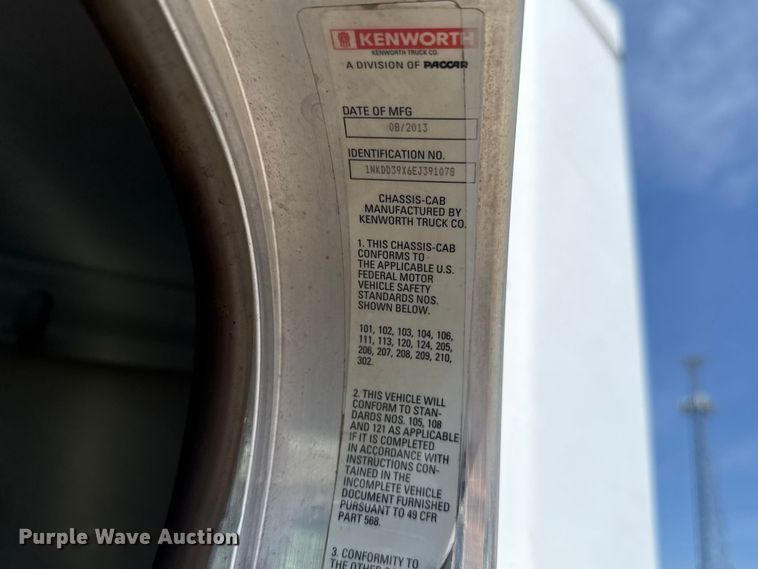 KENWORTH
KENWORTH TRUCK CO.
A DIVISION OF PACCAR
DATE OF MFG
08/2013
IDENTIFICATION NO.
1NKDD39X6EJ391078
CHASSIS-CAB
MANUFACTURED BY
KENWORTH TRUCK CO.
1. THIS CHASSIS-CAB
CONFORMS TO
THE APPLICABLE U.S.
FEDERAL MOTOR
VEHICLE SAFETY
STANDARDS NOS.
SHOWN BELOW.
101, 102, 103, 104, 106,
111, 113, 120, 124, 205,
206, 207, 208, 209, 210,
302.
2. THIS VEHICLE WILL
CONFORM TO STAN-
DARDS NOS. 105, 108
AND 121 AS APPLICABLE
IF IT IS COMPLETED
IN ACCORDANCE WITH
INSTRUCTIONS CON-
TAINED IN THE
INCOMPLETE VEHICLE
DOCUMENT FURNISHED
PURSUANT TO 49 CFR
PART 568.
3. CONFORMITY TO
THE OTHER
Purple Wave Auction